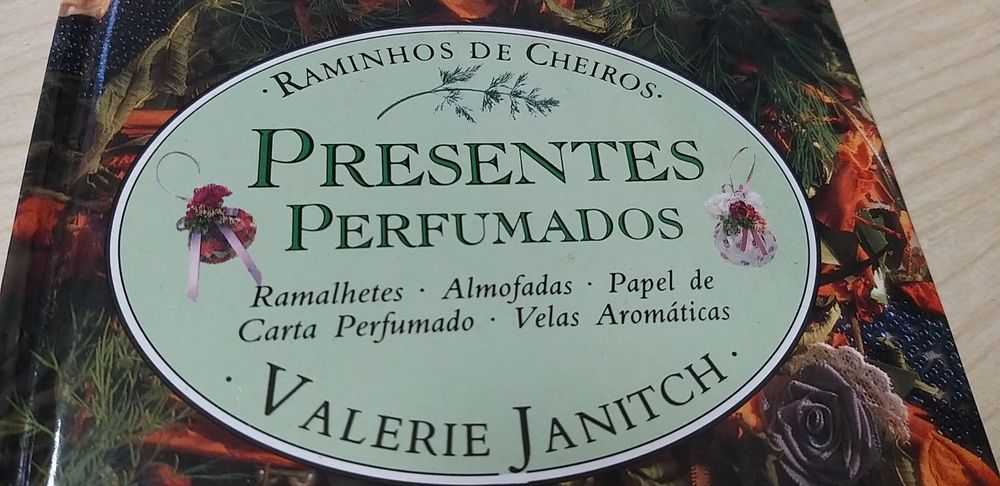 · RAMINHOS DE CHEIROS ·
PRESENTES
PERFUMADOS
Ramalhetes · Almofadas · Papel de
Carta Perfumado · Velas Aromáticas
· VALERIE JANITCH ·